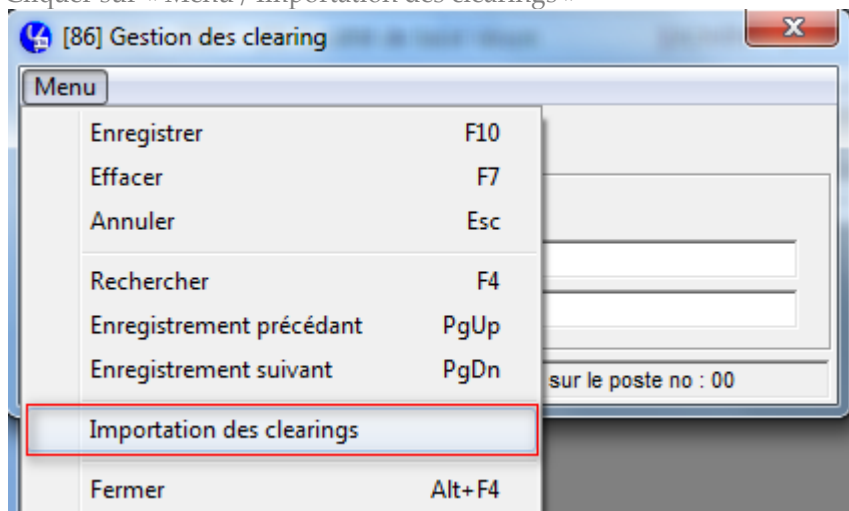 Cliquer sur « Menu / Importation des clearings »
[86] Gestion des clearing
Menu
Enregistrer F10
Effacer F7
Annuler Esc
Rechercher F4
Enregistrement précédant PgUp
Enregistrement suivant PgDn
sur le poste no : 00
Importation des clearings
Fermer Alt+F4